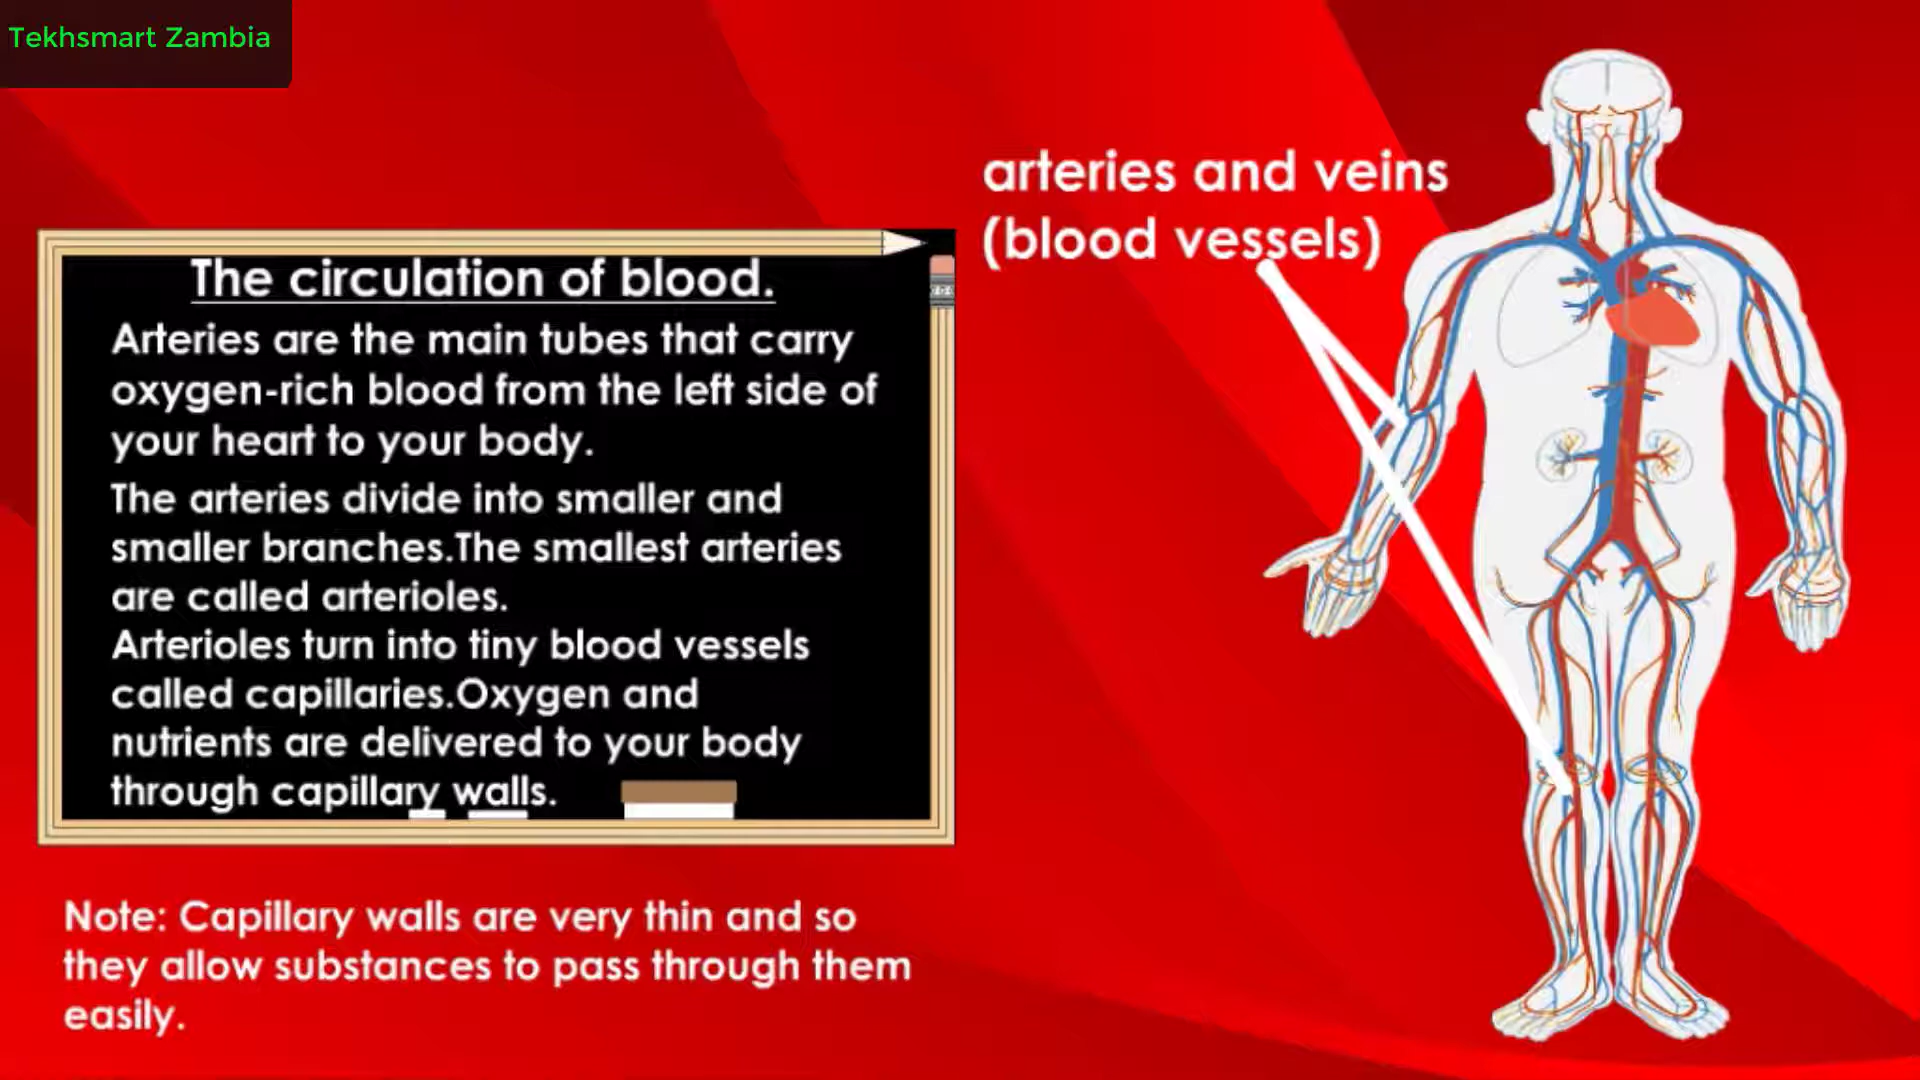 Tekhsmart Zambia
arteries and veins
(blood vessels)
The circulation of blood.
Arteries are the main tubes that carry
oxygen-rich blood from the left side of
your heart to your body.
The arteries divide into smaller and
smaller branches.The smallest arteries
are called arterioles.
Arterioles turn into tiny blood vessels
called capillaries.Oxygen and
nutrients are delivered to your body
through capillary walls.
Note: Capillary walls are very thin and so
they allow substances to pass through them
easily.